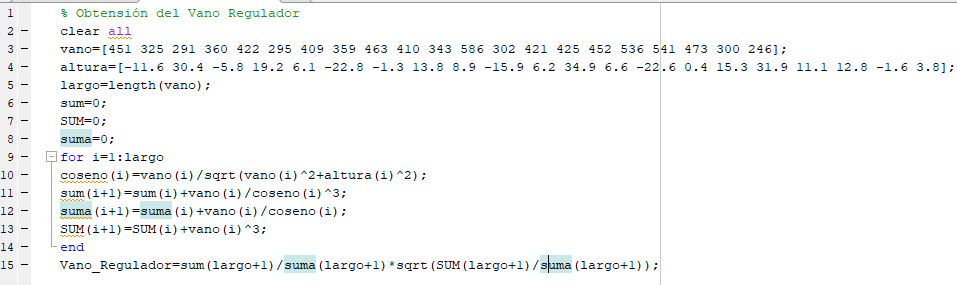 1 % Obtensión del Vano Regulador
2 - clear all
3 - vano=[451 325 291 360 422 295 409 359 463 410 343 586 302 421 425 452 536 541 473 300 246];
4 - altura=[-11.6 30.4 -5.8 19.2 6.1 -22.8 -1.3 13.8 8.9 -15.9 6.2 34.9 6.6 -22.6 0.4 15.3 31.9 11.1 12.8 -1.6 3.8];
5 - largo=length(vano);
6 - sum=0;
7 - SUM=0;
8 - suma=0;
9 - for i=1:largo
10 - coseno(i)=vano(i)/sqrt(vano(i)^2+altura(i)^2);
11 - sum(i+1)=sum(i)+vano(i)/coseno(i)^3;
12 - suma(i+1)=suma(i)+vano(i)/coseno(i);
13 - SUM(i+1)=SUM(i)+vano(i)^3;
14 - end
15 - Vano_Regulador=sum(largo+1)/suma(largo+1)*sqrt(SUM(largo+1)/suma(largo+1));